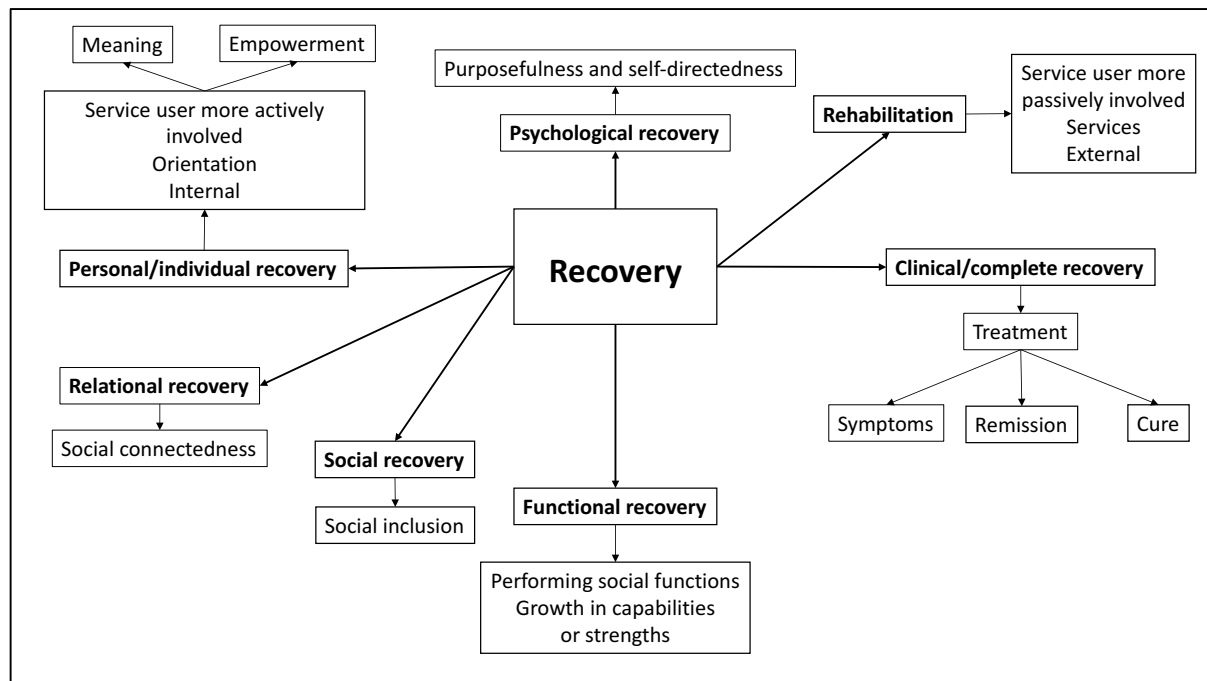 Meaning
Empowerment
Service user more actively
involved
Orientation
Internal
Personal/individual recovery
Purposefulness and self-directedness
Psychological recovery
Rehabilitation
Service user more
passively involved
Services
External
Recovery
Clinical/complete recovery
Treatment
Symptoms
Remission
Cure
Relational recovery
Social connectedness
Social recovery
Social inclusion
Functional recovery
Performing social functions
Growth in capabilities
or strengths